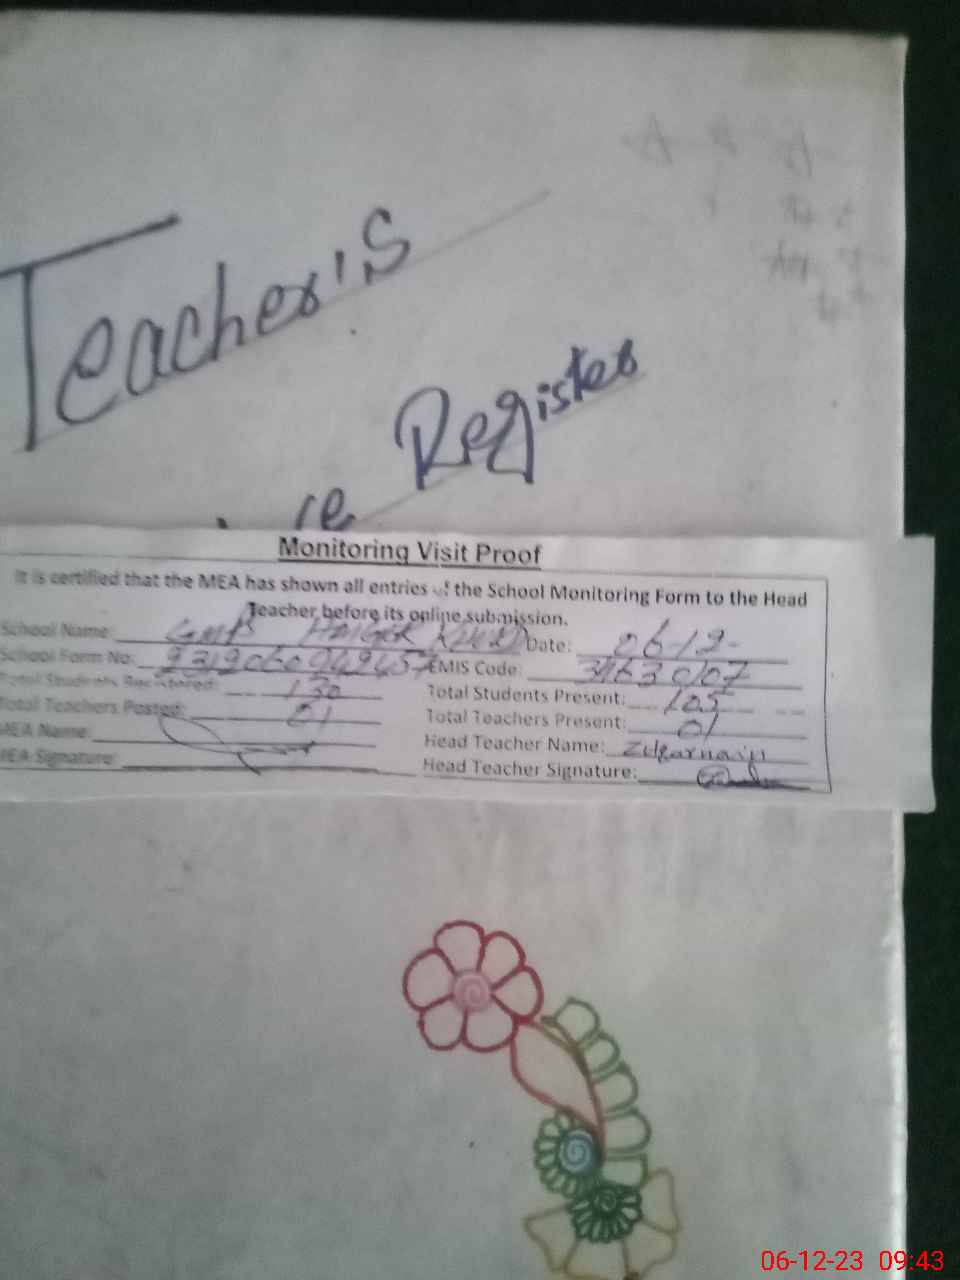 Teacher's
Register
Monitoring Visit Proof
It is certified that the MEA has shown all entries of the School Monitoring Form to the Head
Teacher before its online submission.
School Name: GMPS Date: 06-12-
School Form No: EMIS Code:
Total Students Registered: 130 Total Students Present: 105
Total Teachers Posted: 01 Total Teachers Present: 01
MEA Name: Head Teacher Name:
MEA Signature: Head Teacher Signature:
06-12-23 09:43